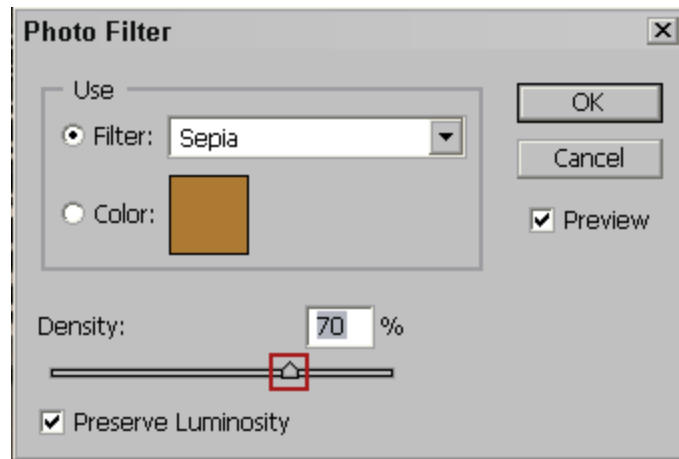 Photo Filter
Use
Filter: Sepia
Color:
OK
Cancel
Preview
Density: 70 %
Preserve Luminosity